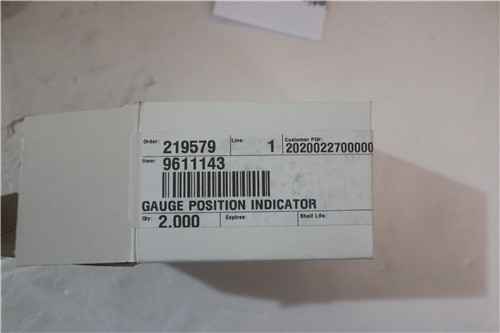 Order: 219579 Line: 1 Customer PO#: 2020022700000
Item: 9611143
GAUGE POSITION INDICATOR
Qty: 2.000 Expires: Shelf Life: